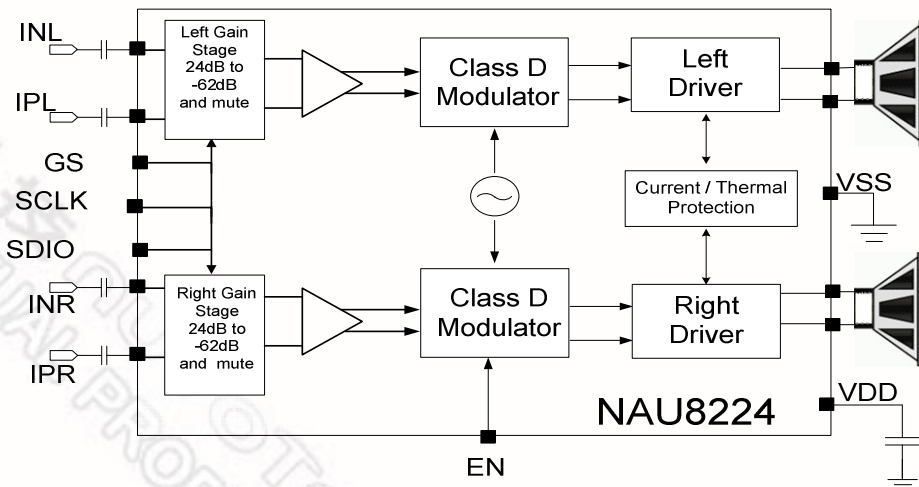 INL
IPL
GS
SCLK
SDIO
INR
IPR
Left Gain
Stage
24dB to
-62dB
and mute
Class D
Modulator
Left
Driver
Current / Thermal
Protection
VSS
Right Gain
Stage
24dB to
-62dB
and mute
Class D
Modulator
Right
Driver
VDD
NAU8224
EN